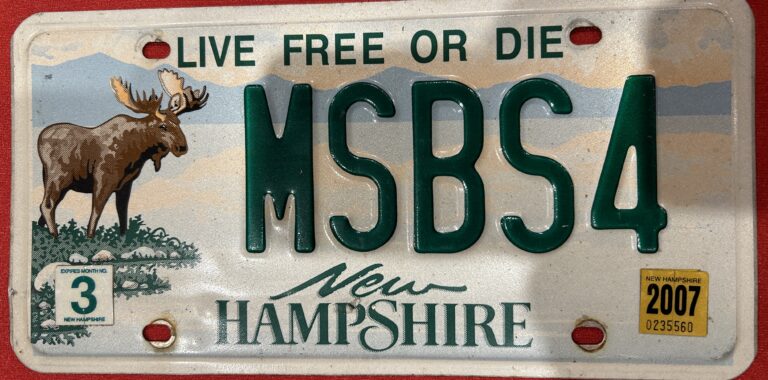 LIVE FREE OR DIE
MSBS4
EXPIRES MONTH NO.
3
NEW HAMPSHIRE
New
HAMPSHIRE
NEW HAMPSHIRE
2007
0235560